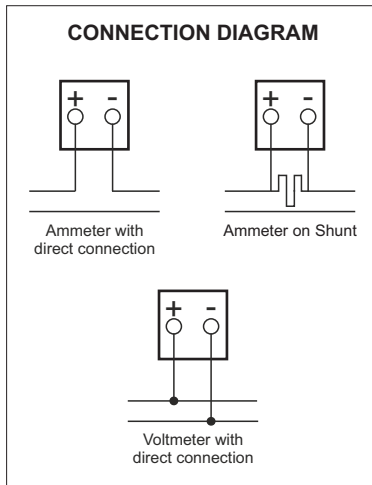 CONNECTION DIAGRAM
+ -
+ -
Ammeter with
direct connection
Ammeter on Shunt
+ -
Voltmeter with
direct connection